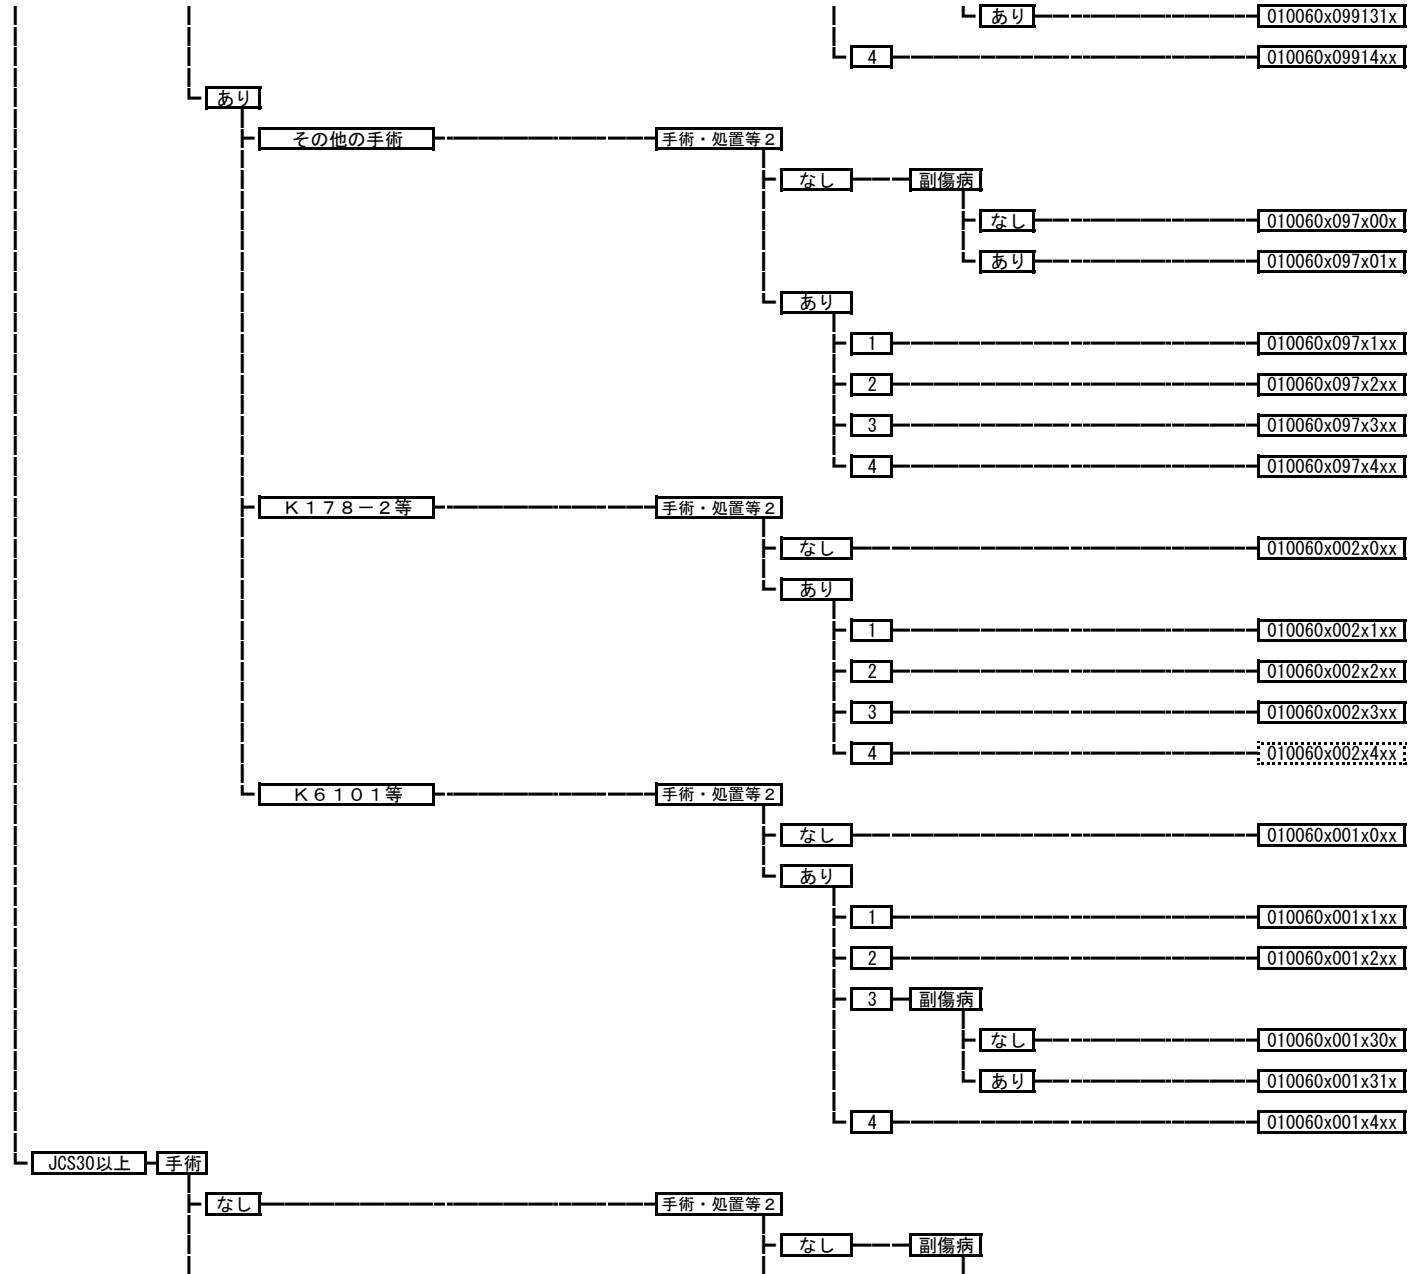 あり 010060x099131x
4 010060x09914xx
あり
その他の手術 手術・処置等2
なし 副傷病
なし 010060x097x00x
あり 010060x097x01x
あり
1 010060x097x1xx
2 010060x097x2xx
3 010060x097x3xx
4 010060x097x4xx
K178-2等 手術・処置等2
なし 010060x002x0xx
あり
1 010060x002x1xx
2 010060x002x2xx
3 010060x002x3xx
4 010060x002x4xx
K6101等 手術・処置等2
なし 010060x001x0xx
あり
1 010060x001x1xx
2 010060x001x2xx
3 副傷病
なし 010060x001x30x
あり 010060x001x31x
4 010060x001x4xx
JCS30以上 手術
なし 手術・処置等2
なし 副傷病